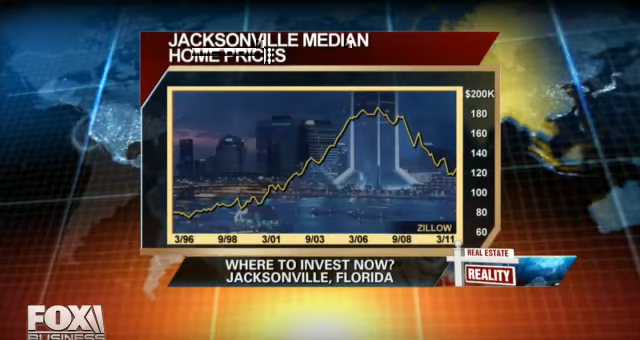 JACKSONVILLE MEDIAN
HOME PRICES
$200K
180
160
140
120
100
80
60
ZILLOW
3/96 9/98 3/01 9/03 3/06 9/08 3/11
WHERE TO INVEST NOW?
JACKSONVILLE, FLORIDA
REAL ESTATE
REALITY
FOX
BUSINESS